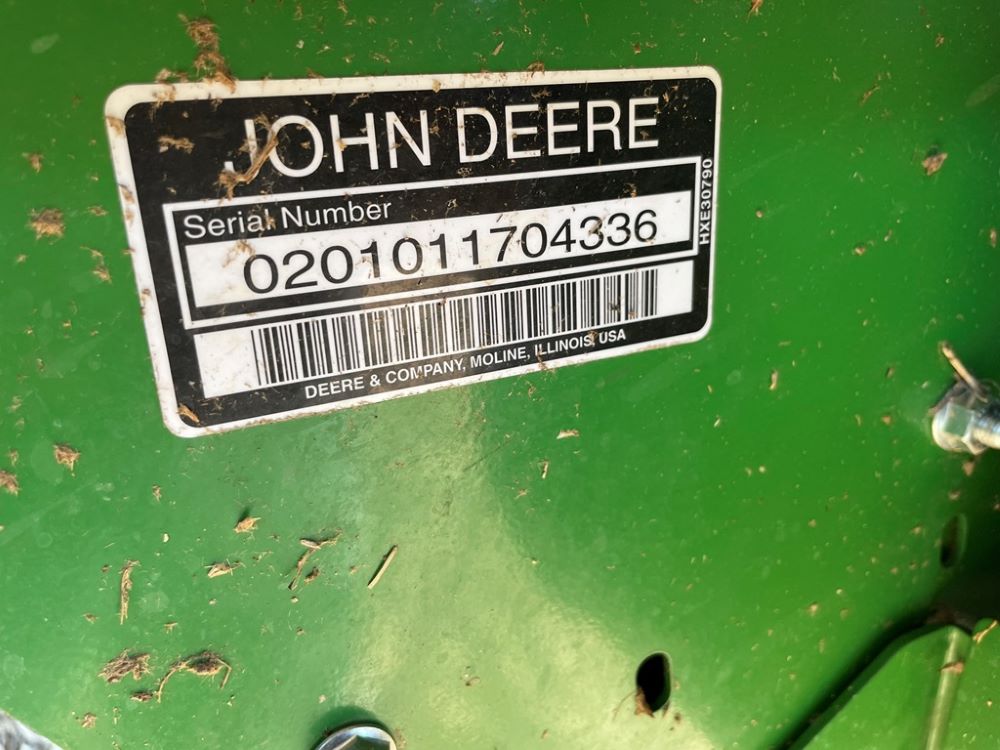 JOHN DEERE
Serial Number
0201011704336
HXE30790
DEERE & COMPANY, MOLINE, ILLINOIS, USA